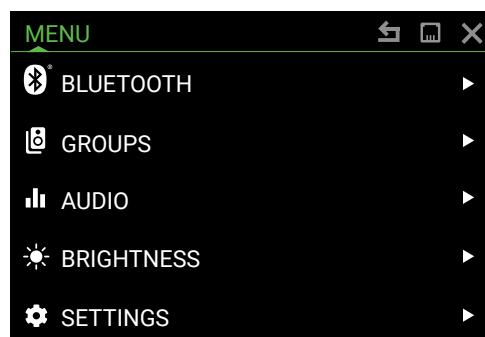 MENU
BLUETOOTH
GROUPS
AUDIO
BRIGHTNESS
SETTINGS